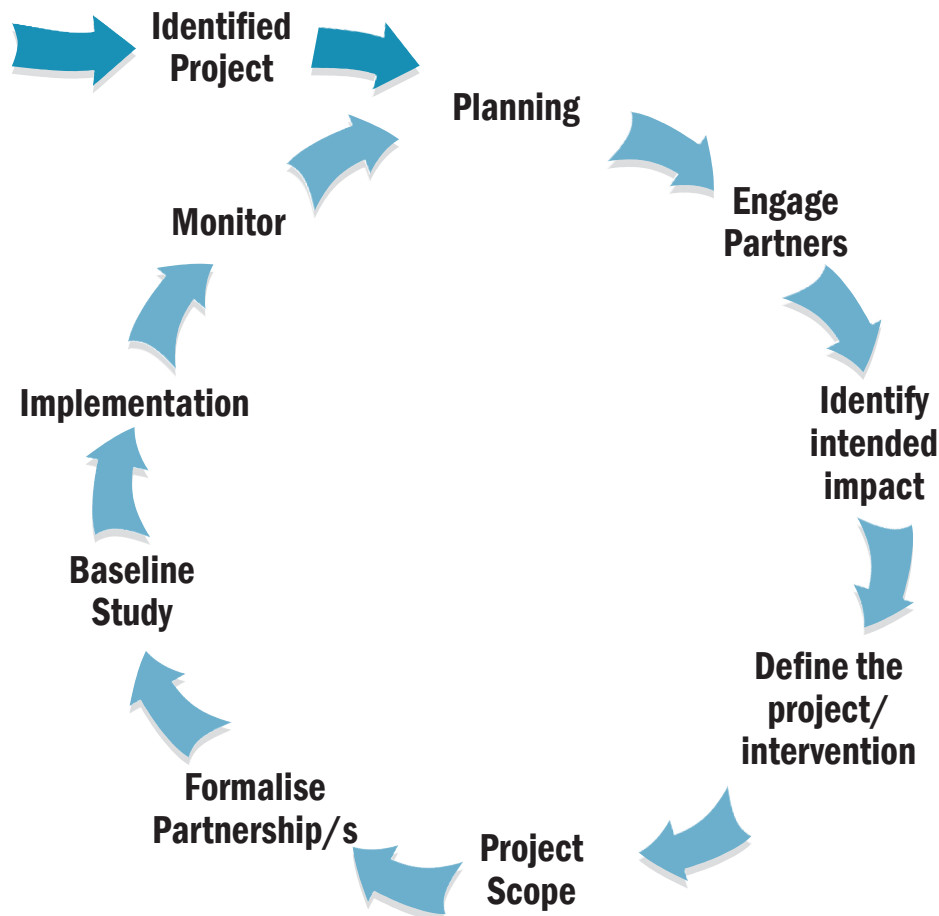 Identified
Project
Planning
Engage
Partners
Identify
intended
impact
Define the
project/
intervention
Project
Scope
Formalise
Partnership/s
Baseline
Study
Implementation
Monitor